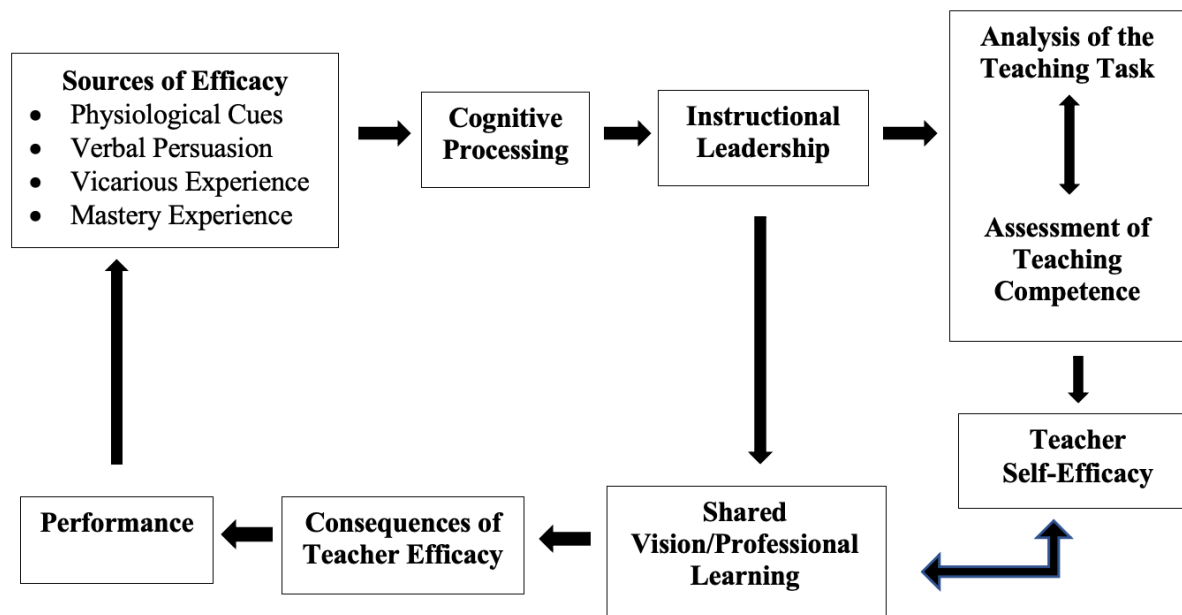 Sources of Efficacy
• Physiological Cues
• Verbal Persuasion
• Vicarious Experience
• Mastery Experience
Cognitive
Processing
Instructional
Leadership
Analysis of the
Teaching Task
Assessment of
Teaching
Competence
Teacher
Self-Efficacy
Shared
Vision/Professional
Learning
Consequences of
Teacher Efficacy
Performance